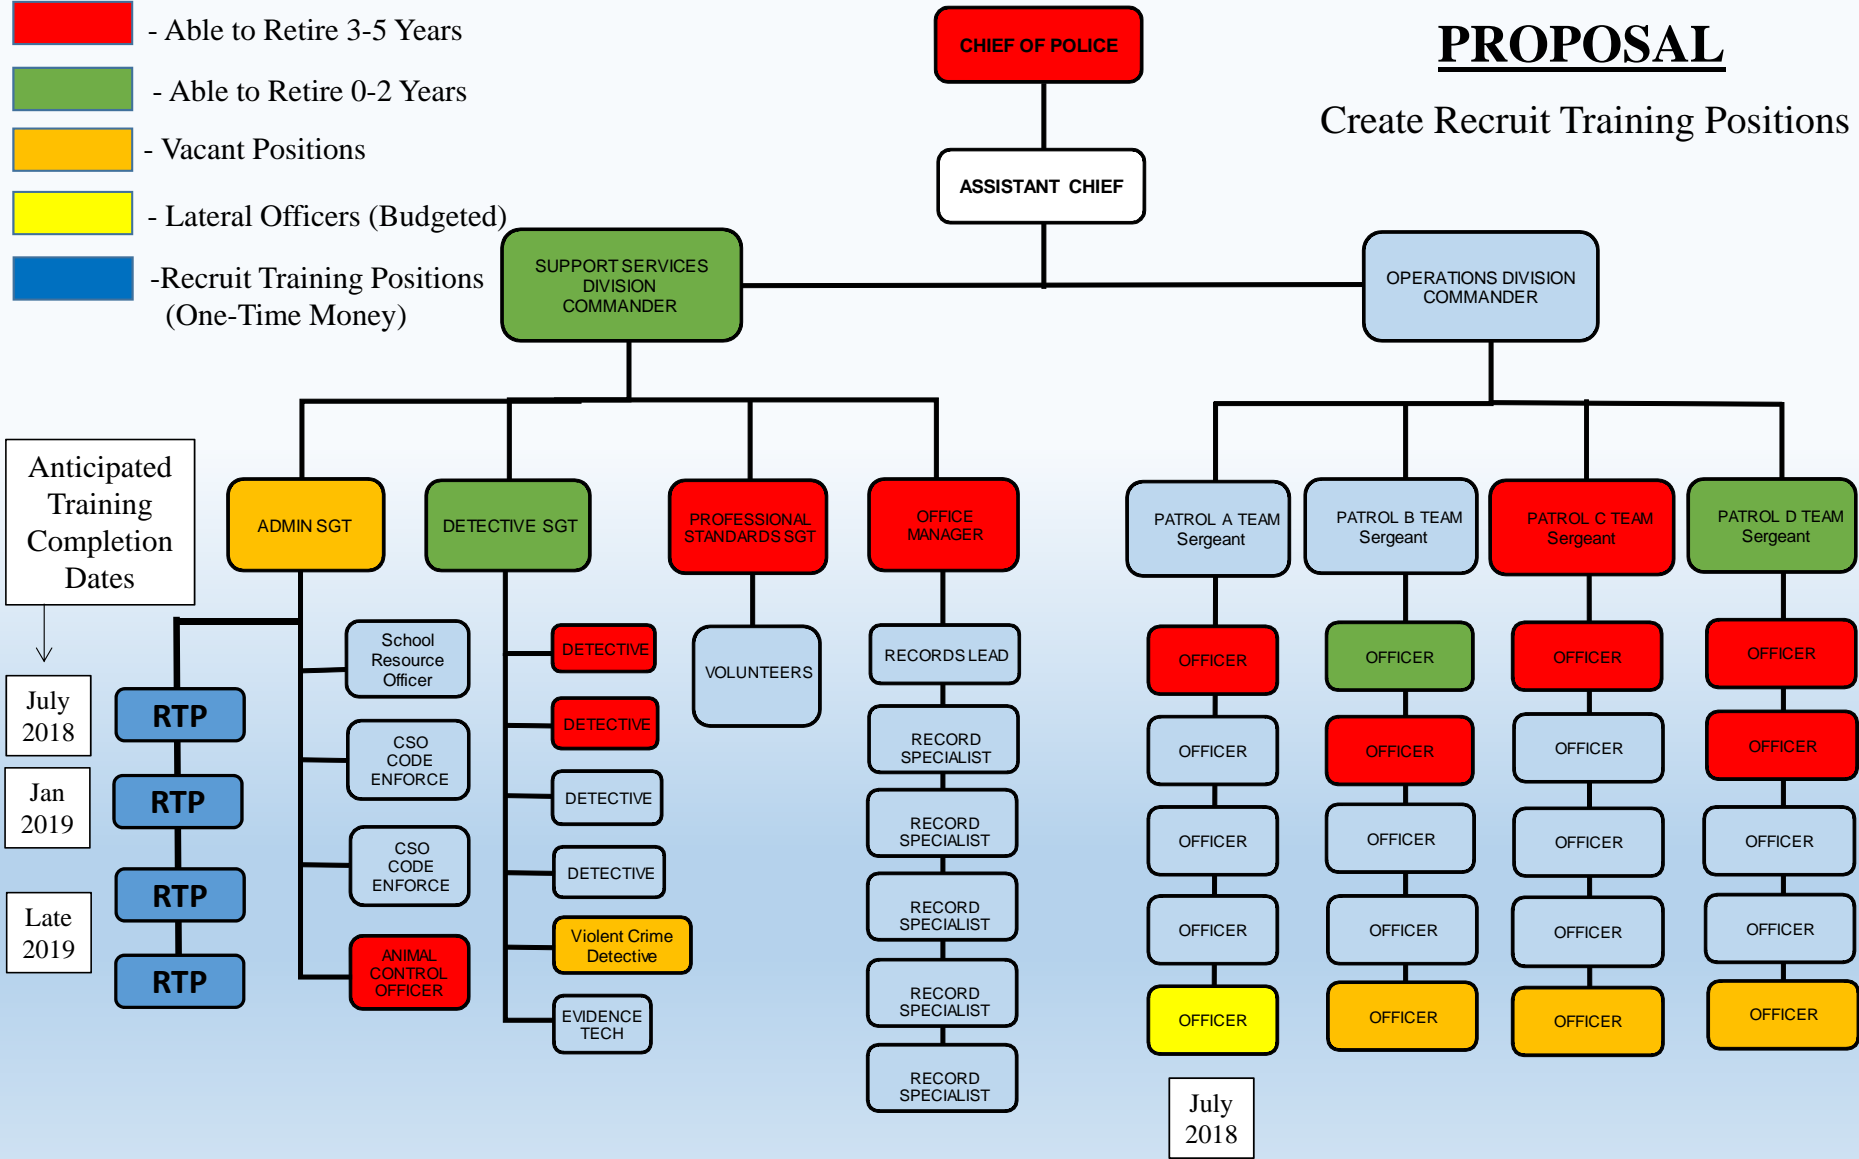 - Able to Retire 3-5 Years
- Able to Retire 0-2 Years
- Vacant Positions
- Lateral Officers (Budgeted)
-Recruit Training Positions
(One-Time Money)
PROPOSAL
Create Recruit Training Positions
CHIEF OF POLICE
ASSISTANT CHIEF
SUPPORT SERVICES
DIVISION
COMMANDER
OPERATIONS DIVISION
COMMANDER
Anticipated
Training
Completion
Dates
July
2018
Jan
2019
Late
2019
ADMIN SGT
RTP
RTP
RTP
RTP
School
Resource
Officer
CSO
CODE
ENFORCE
CSO
CODE
ENFORCE
ANIMAL
CONTROL
OFFICER
DETECTIVE SGT
DETECTIVE
DETECTIVE
DETECTIVE
DETECTIVE
Violent Crime
Detective
EVIDENCE
TECH
PROFESSIONAL
STANDARDS SGT
VOLUNTEERS
OFFICE
MANAGER
RECORDS LEAD
RECORD
SPECIALIST
RECORD
SPECIALIST
RECORD
SPECIALIST
RECORD
SPECIALIST
RECORD
SPECIALIST
PATROL A TEAM
Sergeant
OFFICER
OFFICER
OFFICER
OFFICER
OFFICER
July
2018
PATROL B TEAM
Sergeant
OFFICER
OFFICER
OFFICER
OFFICER
OFFICER
PATROL C TEAM
Sergeant
OFFICER
OFFICER
OFFICER
OFFICER
OFFICER
PATROL D TEAM
Sergeant
OFFICER
OFFICER
OFFICER
OFFICER
OFFICER